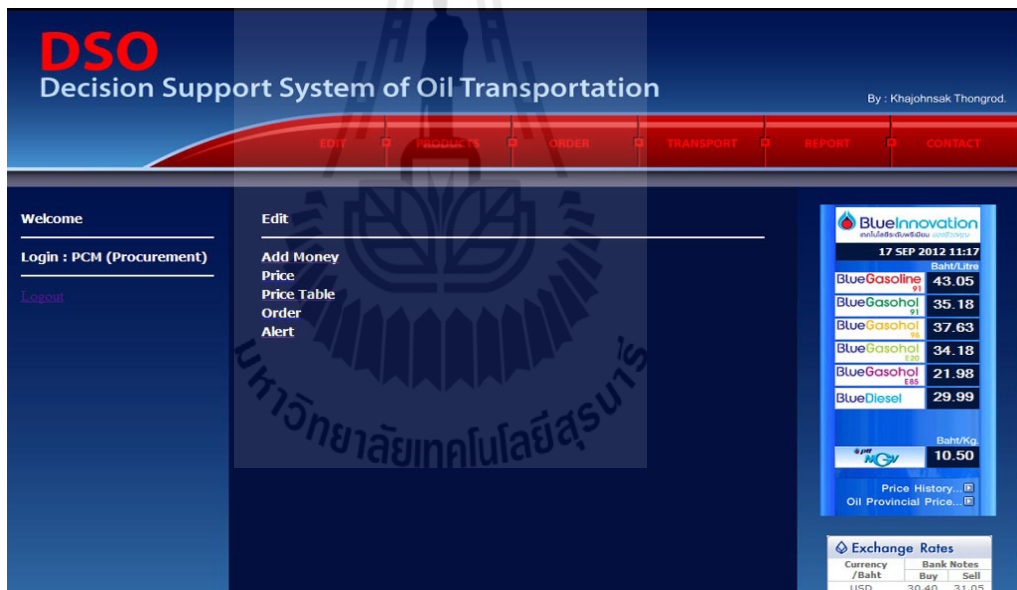 DSO
Decision Support System of Oil Transportation
By : Khajohnsak Thongrod.
EDIT PRODUCTS ORDER TRANSPORT REPORT CONTACT
Welcome
Login : PCM (Procurement)
Logout
Edit
Add Money
Price
Price Table
Order
Alert
มหาวิทยาลัยเทคโนโลยีสุรนารี
BlueInnovation
17 SEP 2012 11:17
Baht/Litre
BlueGasoline 91 43.05
BlueGasohol 91 35.18
BlueGasohol 95 37.63
BlueGasohol E20 34.18
BlueGasohol E85 21.98
BlueDiesel 29.99
Baht/Kg.
ptt NGV 10.50
Price History...
Oil Provincial Price...
Exchange Rates
Currency /Baht Bank Notes
Buy Sell
USD 30.40 31.05